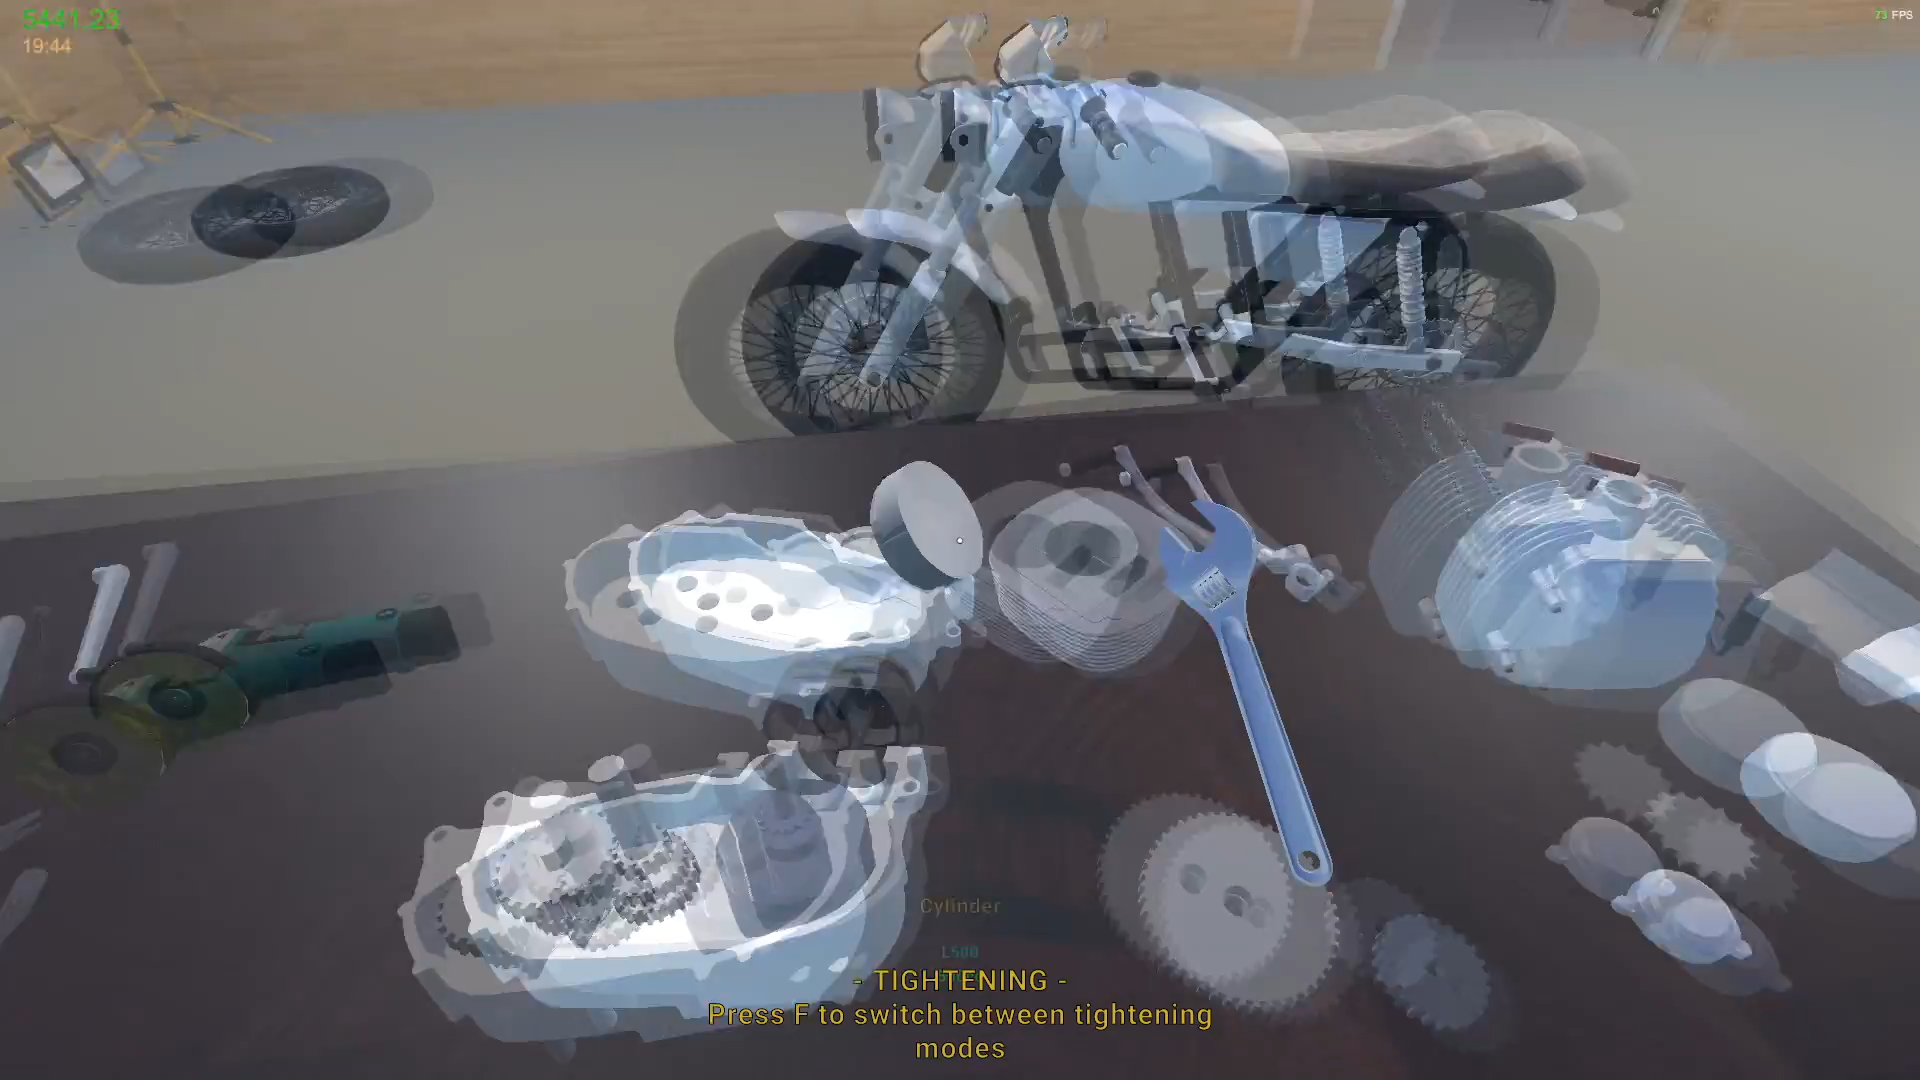 5441.23
73 FPS
19:44
Cylinder
L500
- TIGHTENING -
Press F to switch between tightening
modes